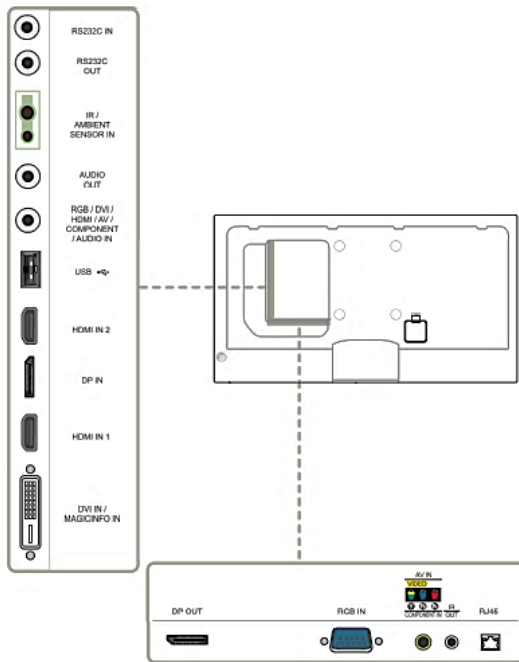 RS232C IN
RS232C
OUT
IR /
AMBIENT
SENSOR IN
AUDIO
OUT
RGB / DVI /
HDMI / AV /
COMPONENT
/ AUDIO IN
USB
HDMI IN 2
DP IN
HDMI IN 1
DVI IN /
MAGICINFO IN
DP OUT
RGB IN
AV IN
VIDEO
COMPONENT IN
IR
OUT
RJ45